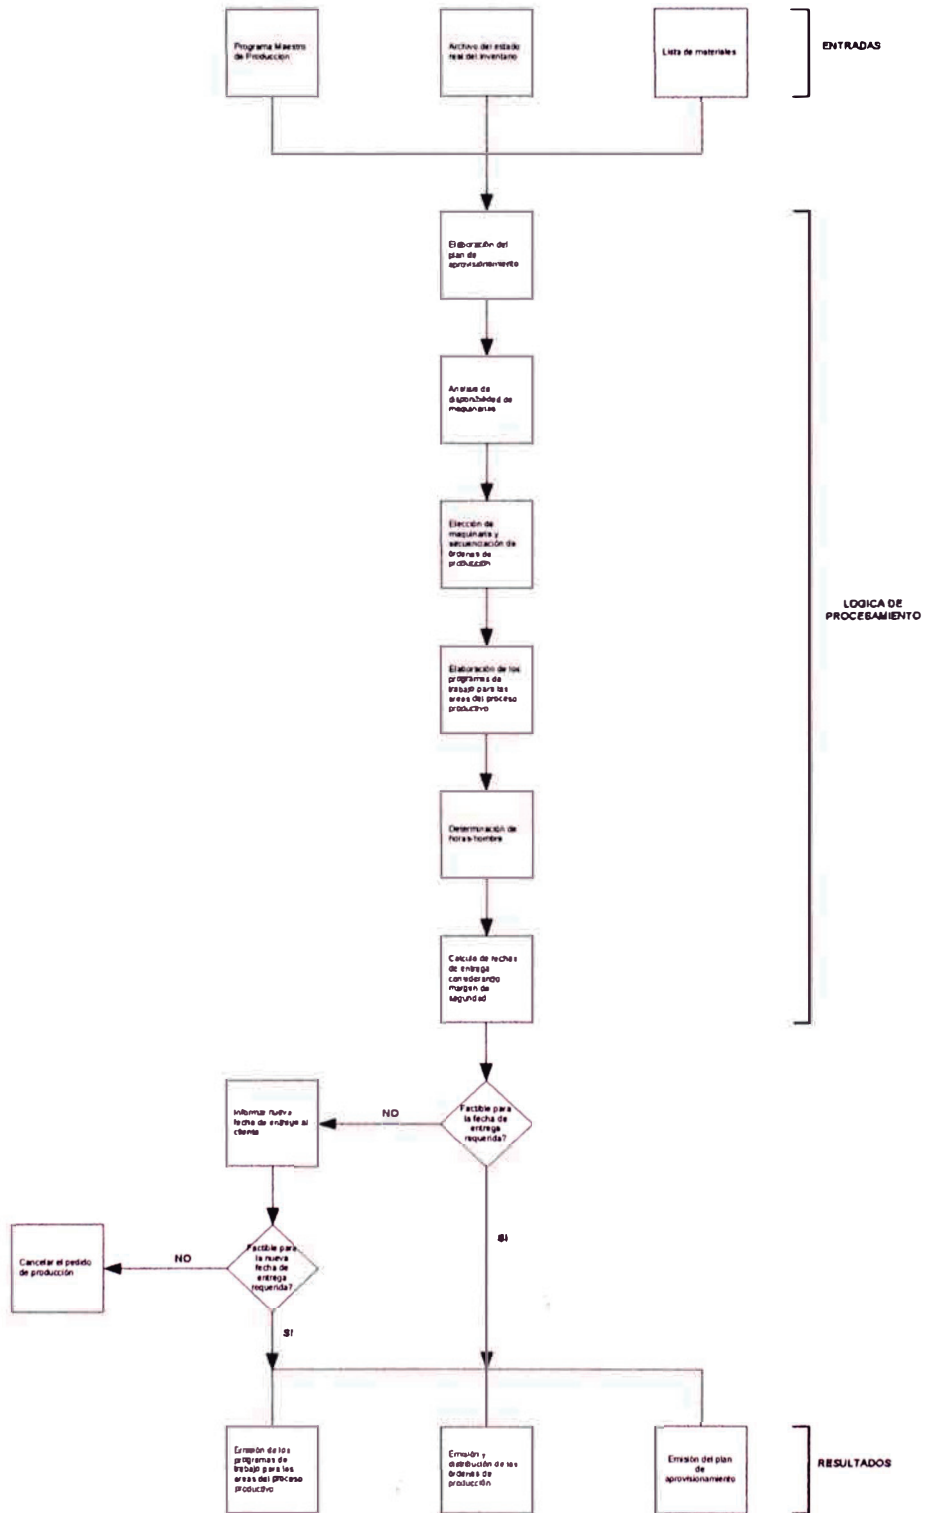 Programa Maestro
de Producción
Archivo del estado
real del inventario
Lista de materiales
ENTRADAS
Elaboración del
plan de
aprovisionamiento
Analisis de
disponibilidad de
maquinarias
Elección de
maquinaria y
secuenciación de
órdenes de
producción
Elaboración de los
programas de
trabajo para las
areas del proceso
productivo
LOGICA DE
PROCESAMIENTO
Determinación de
horas-hombre
Calculo de fechas
de entrega
considerando
margen de
seguridad
Factible para
la fecha de
entrega
requerida?
NO
Informar nueva
fecha de entrega al
cliente
SI
Factible para
la nueva
fecha de
entrega
requerida?
NO
Cancelar el pedido
de producción
SI
Emisión de los
programas de
trabajo para las
areas del proceso
productivo
Emisión y
distribución de las
órdenes de
producción
Emisión del plan
de
aprovisionamiento
RESULTADOS